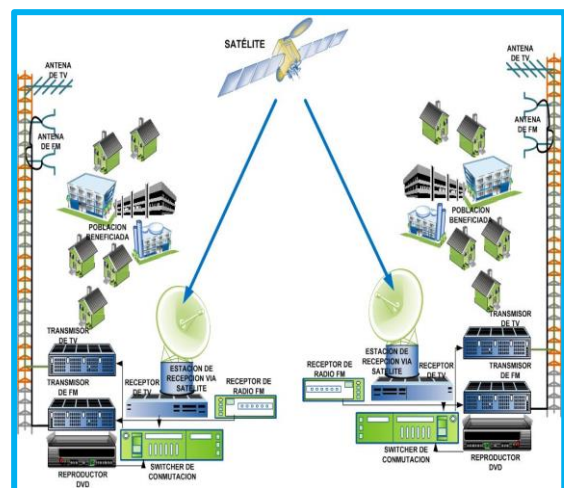 SATÉLITE
ANTENA
DE TV
ANTENA
DE FM
POBLACION
BENEFICIADA
TRANSMISOR
DE TV
ESTACION DE
RECEPCION VIA
SATELITE
RECEPTOR
DE TV
RECEPTOR DE
RADIO FM
TRANSMISOR
DE FM
SWITCHER DE
CONMUTACION
REPRODUCTOR
DVD
ANTENA
DE TV
ANTENA
DE FM
POBLACION
BENEFICIADA
TRANSMISOR
DE TV
ESTACION DE
RECEPCION VIA
SATELITE
RECEPTOR DE
RADIO FM
RECEPTOR
DE TV
TRANSMISOR
DE FM
SWITCHER DE
CONMUTACION
REPRODUCTOR
DVD